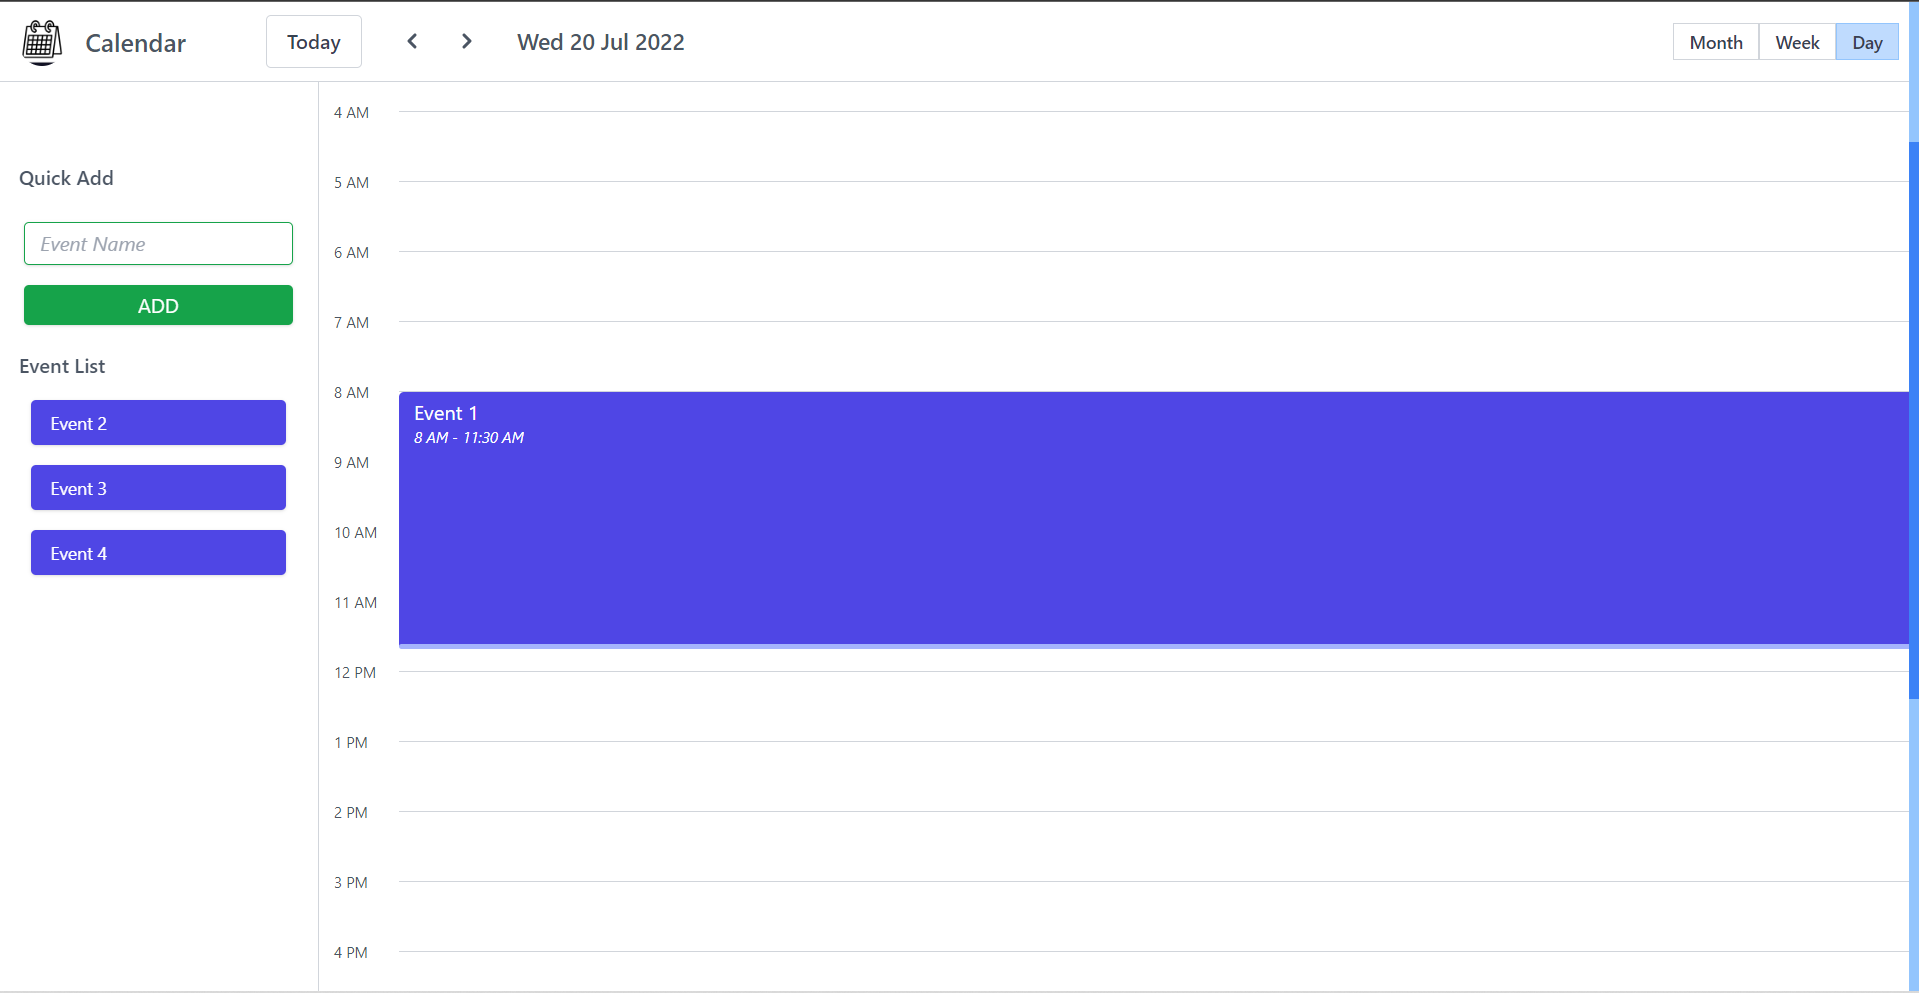 Calendar
Today
Wed 20 Jul 2022
Month
Week
Day
Quick Add
Event Name
ADD
Event List
Event 2
Event 3
Event 4
4 AM
5 AM
6 AM
7 AM
8 AM
Event 1
8 AM - 11:30 AM
9 AM
10 AM
11 AM
12 PM
1 PM
2 PM
3 PM
4 PM